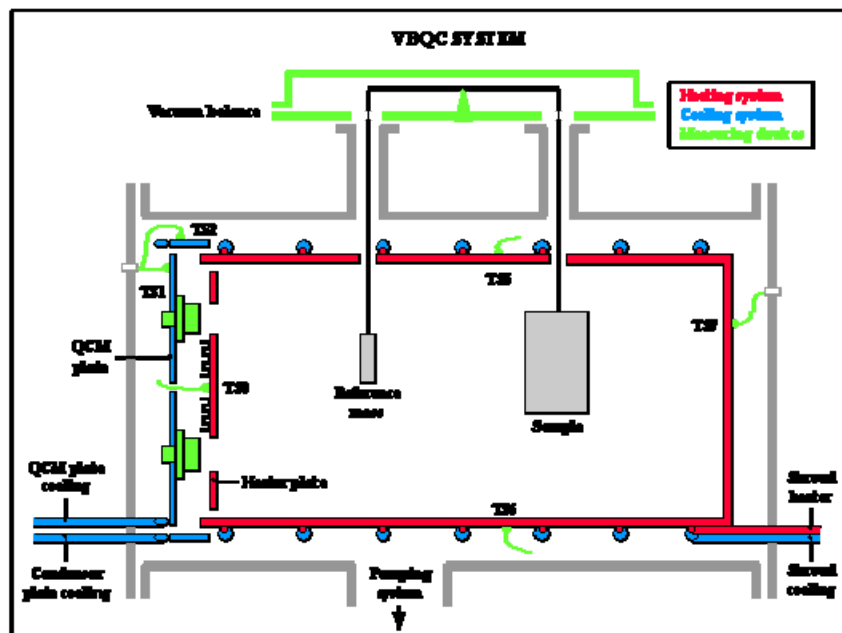 VBQC SYSTEM
Vacuum balance
Heating system
Cooling system
Measuring devices
TS2
TS1
TS5
TS7
QCM
plate
TS3
Reference
mass
Sample
QCM plate
cooling
Heater plate
TS6
Shroud
heater
Condenser
plate cooling
Pumping
system
Shroud
cooling